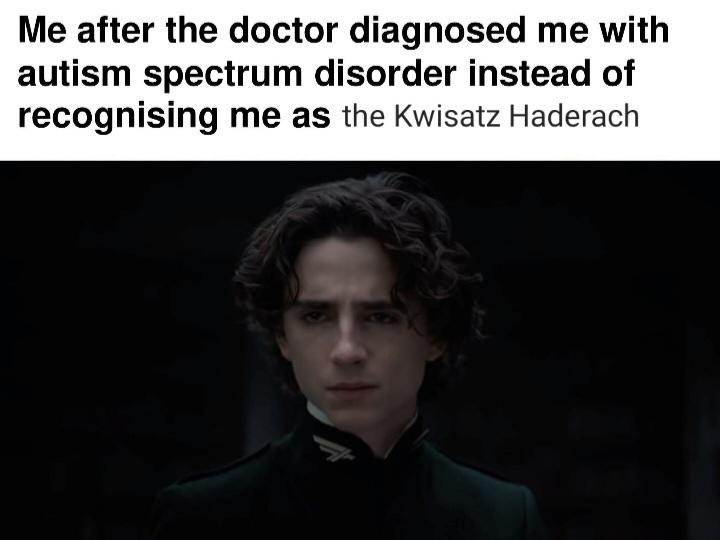 Me after the doctor diagnosed me with
autism spectrum disorder instead of
recognising me as the Kwisatz Haderach